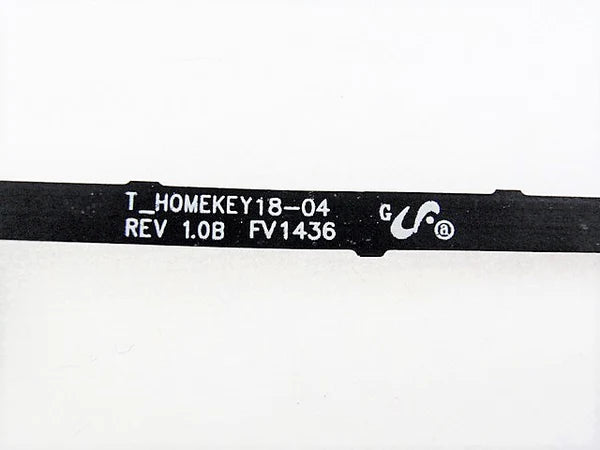 T_HOMEKEY18-04
REV 1.0B FV1436
G
a